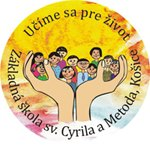 Učíme sa pre život
Základná škola sv. Cyrila a Metoda, Košice